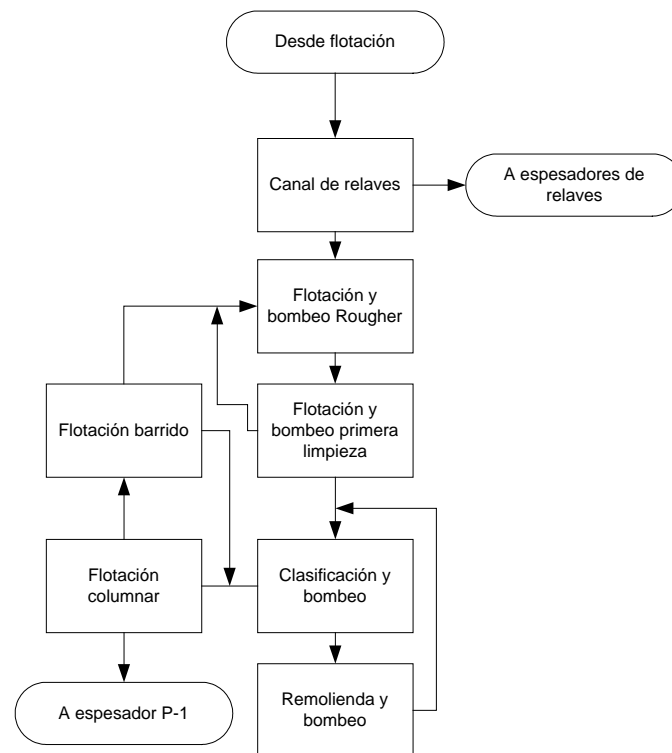 Desde flotación
Canal de relaves
A espesadores de
relaves
Flotación y
bombeo Rougher
Flotación barrido
Flotación y
bombeo primera
limpieza
Flotación
columnar
Clasificación y
bombeo
A espesador P-1
Remolienda y
bombeo